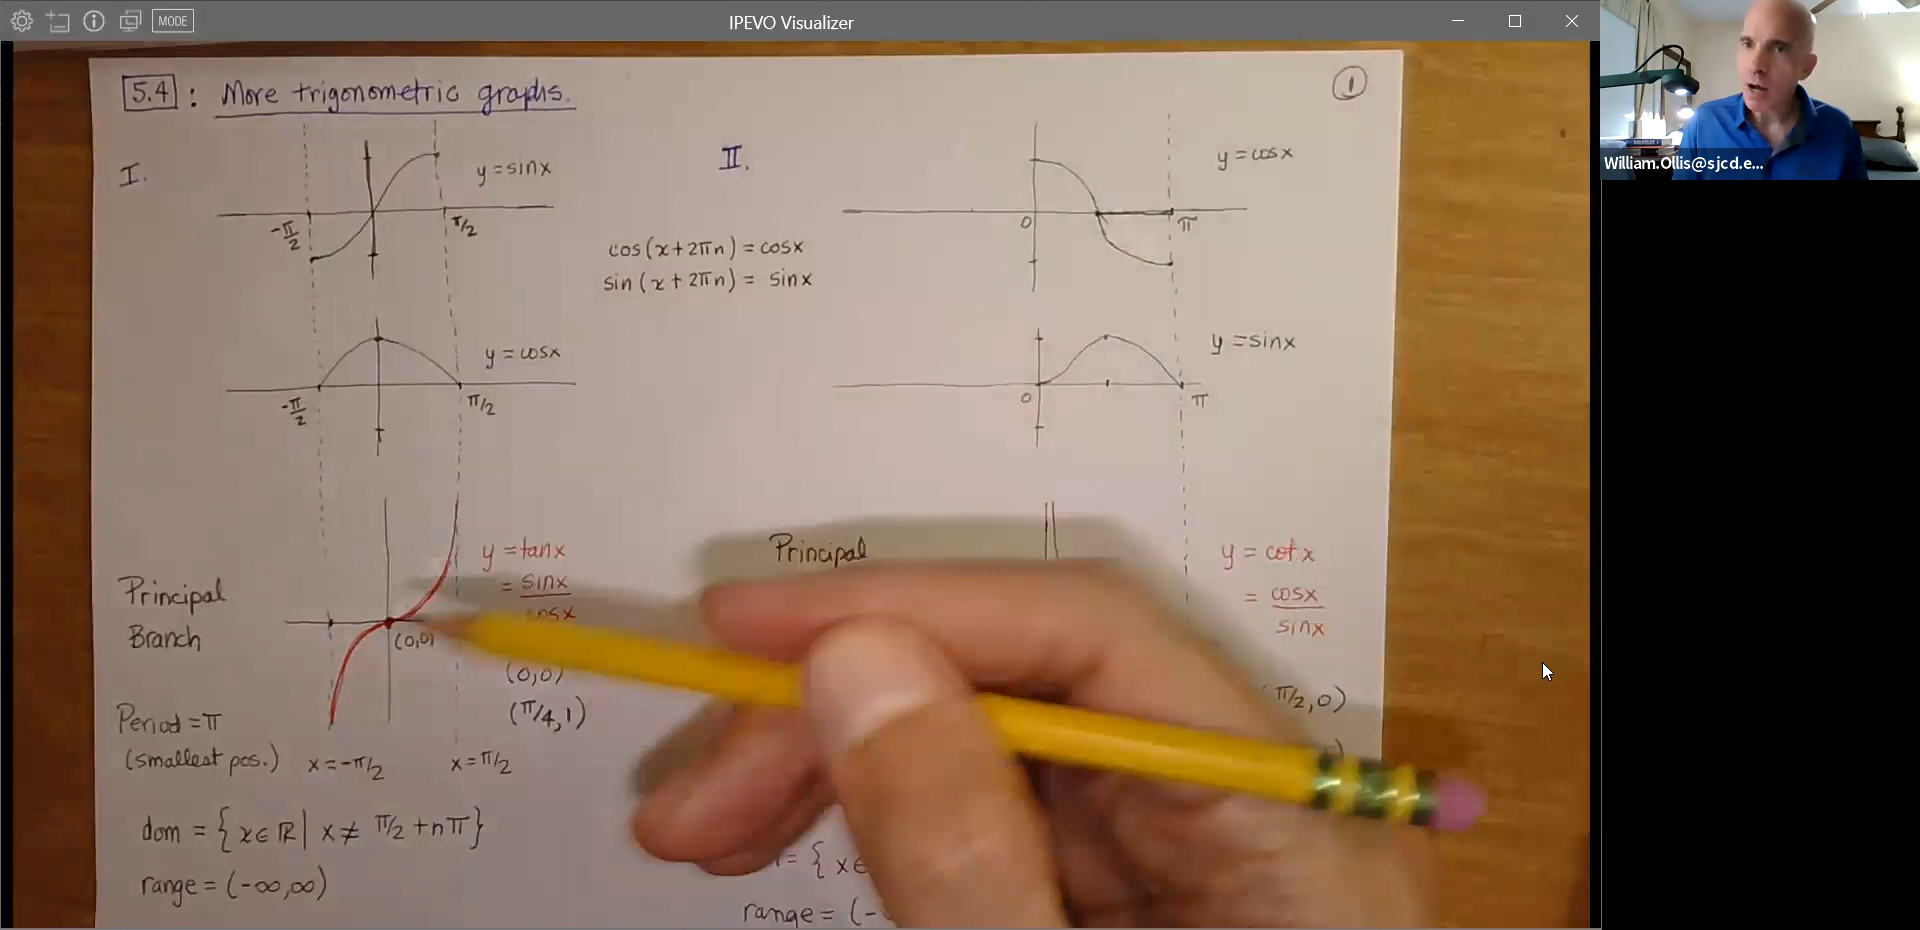 MODE
IPEVO Visualizer
William.Ollis@sjcd.e...
5.4 : More trigonometric graphs.
1
I.
y = sinx
-π/2
π/2
II.
y = cosx
0
π
cos(x+2πn) = cosx
sin(x+2πn) = sinx
y = cosx
-π/2
π/2
y = sinx
0
π
Principal
Branch
y = tanx
= sinx
cosx
(0,0)
(0,0)
(π/4,1)
Period = π
(smallest pos.)
x = -π/2
x = π/2
dom = {x ∈ ℝ | x ≠ π/2 + nπ}
range = (-∞,∞)
Principal
y = cot x
= cosx
sinx
(π/2,0)
= { x ∈
range = (-